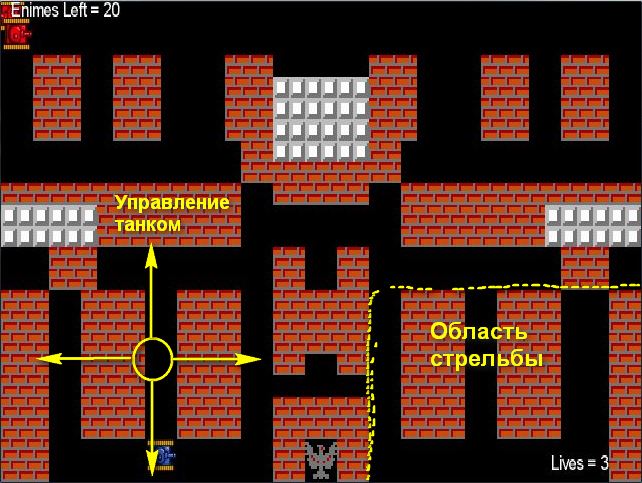 Enimes Left = 20
Управление
танком
Область
стрельбы
Lives = 3